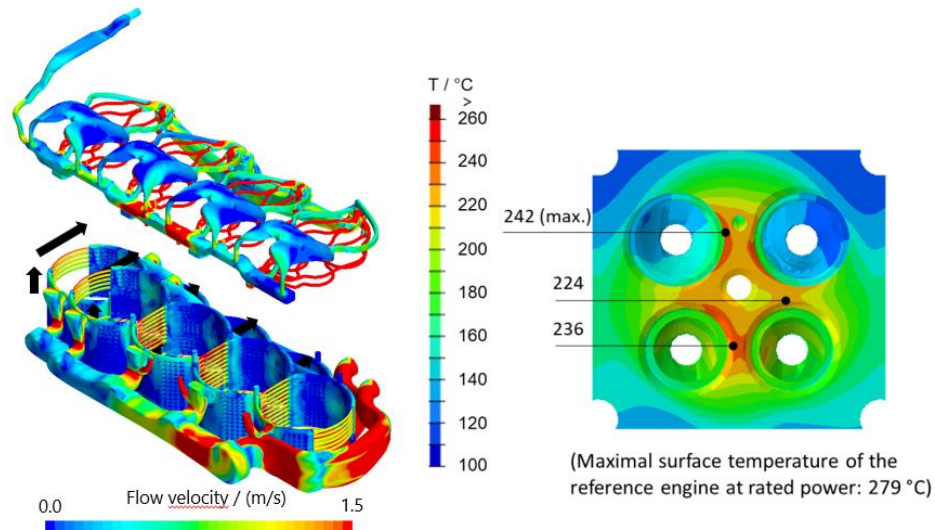 T / °C
>
260
240
220
200
180
160
140
120
100
242 (max.)
224
236
0.0 Flow velocity / (m/s) 1.5
(Maximal surface temperature of the
reference engine at rated power: 279 °C)